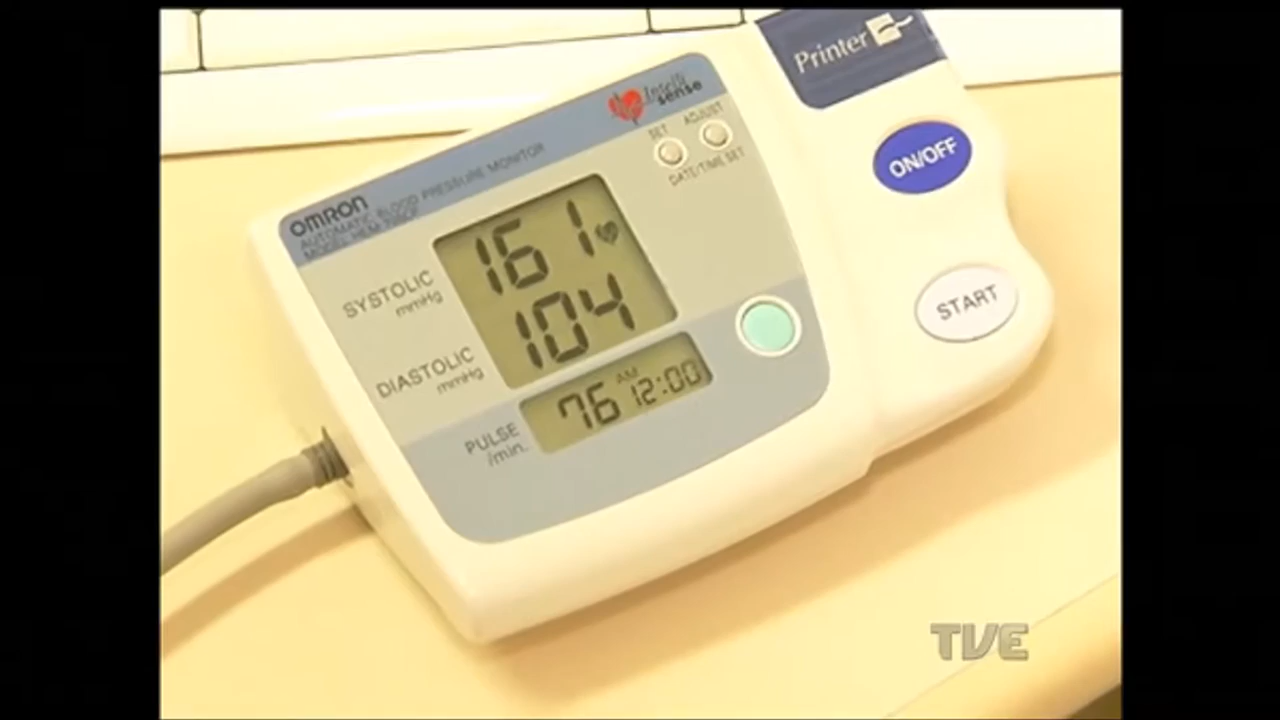 Printer
Intelli
sense
SET
ADJUST
DATE/TIME SET
ON/OFF
OMRON
AUTOMATIC BLOOD PRESSURE MONITOR
SYSTOLIC
mmHg
161
DIASTOLIC
mmHg
104
START
PULSE
/min.
76
AM
12:00
TVE